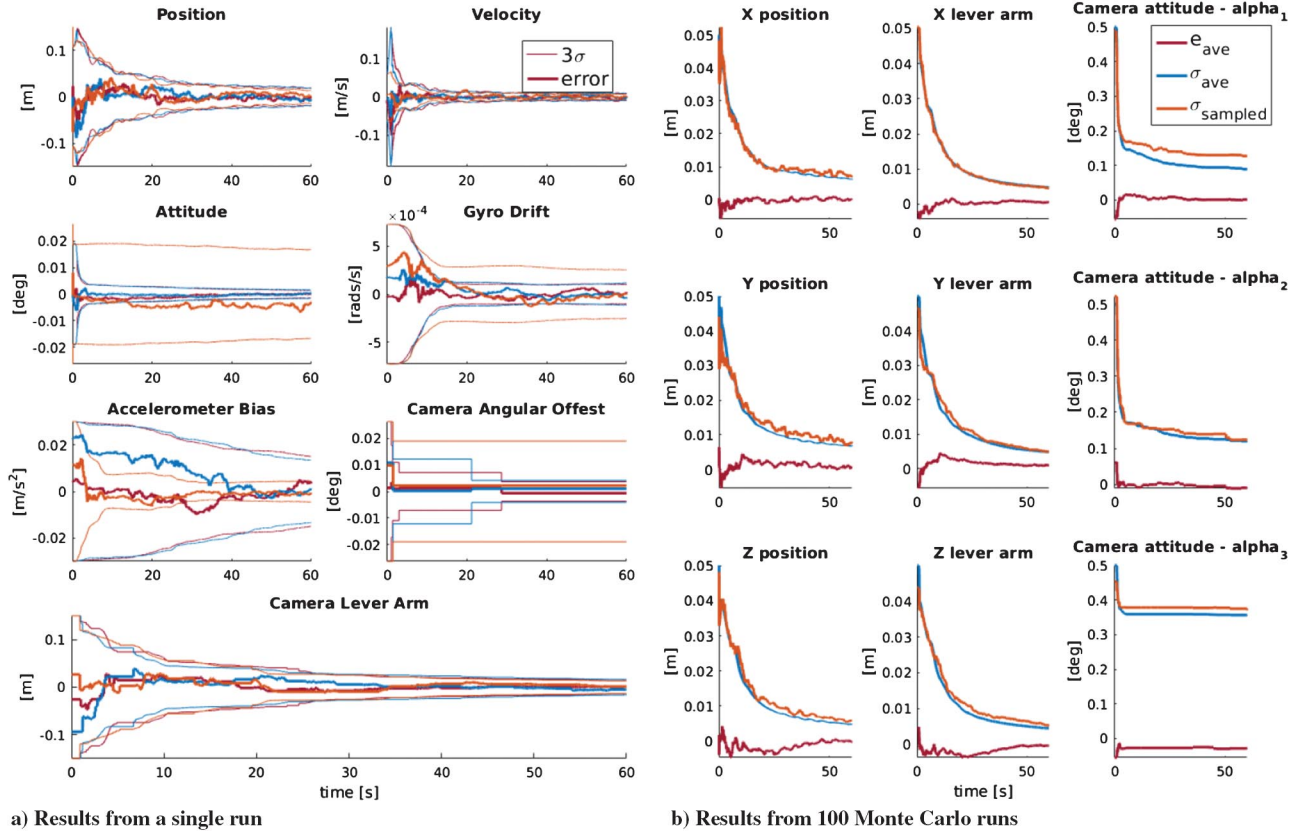 Position
0.1
0
-0.1
[m]
0 20 40 60
Velocity
3σ
error
0.1
0
-0.1
[m/s]
0 20 40 60
Attitude
0.02
0.01
0
-0.01
-0.02
[deg]
0 20 40 60
Gyro Drift
×10⁻⁴
5
0
-5
[rads/s]
0 20 40 60
Accelerometer Bias
0.02
0
-0.02
[m/s²]
0 20 40 60
Camera Angular Offest
0.02
0.01
0
-0.01
-0.02
[deg]
0 20 40 60
Camera Lever Arm
0.1
0
-0.1
[m]
0 10 20 30 40 50 60
time [s]
a) Results from a single run
X position
0.05
0.04
0.03
0.02
0.01
0
[m]
0 50
X lever arm
0.05
0.04
0.03
0.02
0.01
0
[m]
0 50
Camera attitude - alpha₁
e_ave
σ_ave
σ_sampled
0.5
0.4
0.3
0.2
0.1
0
[deg]
0 50
Y position
0.05
0.04
0.03
0.02
0.01
0
[m]
0 50
Y lever arm
0.04
0.03
0.02
0.01
0
[m]
0 50
Camera attitude - alpha₂
0.5
0.4
0.3
0.2
0.1
0
[deg]
0 50
Z position
0.05
0.04
0.03
0.02
0.01
0
[m]
0 50
Z lever arm
0.04
0.03
0.02
0.01
0
[m]
0 50
time [s]
Camera attitude - alpha₃
0.5
0.4
0.3
0.2
0.1
0
[deg]
0 50
b) Results from 100 Monte Carlo runs